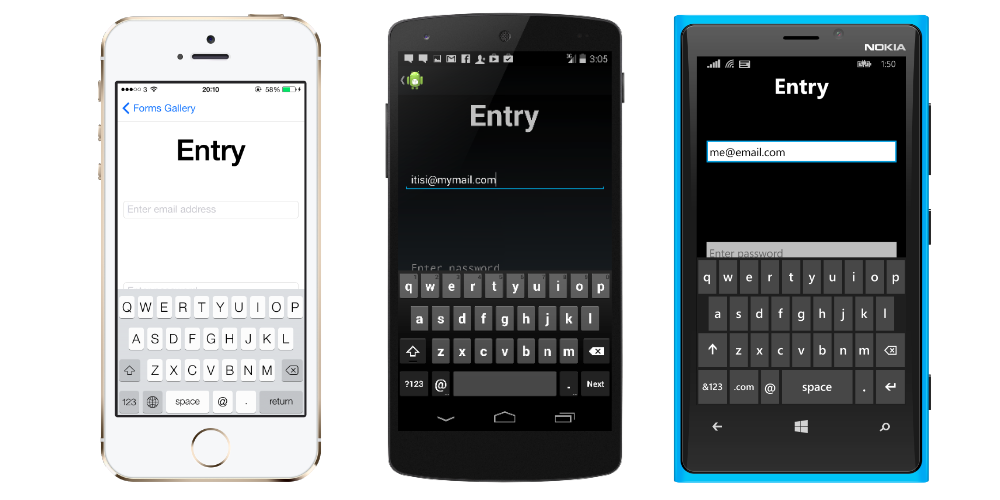 3 20:10 58%
Forms Gallery
Entry
Enter email address
Q W E R T Y U I O P
A S D F G H J K L
Z X C V B N M
123 space @ . return
3:05
Entry
itisi@mymail.com
Enter password
q w e r t y u i o p
a s d f g h j k l
z x c v b n m
?123 @ . Next
NOKIA
1:50
Entry
me@email.com
Enter password
q w e r t y u i o p
a s d f g h j k l
z x c v b n m
&123 .com @ space .